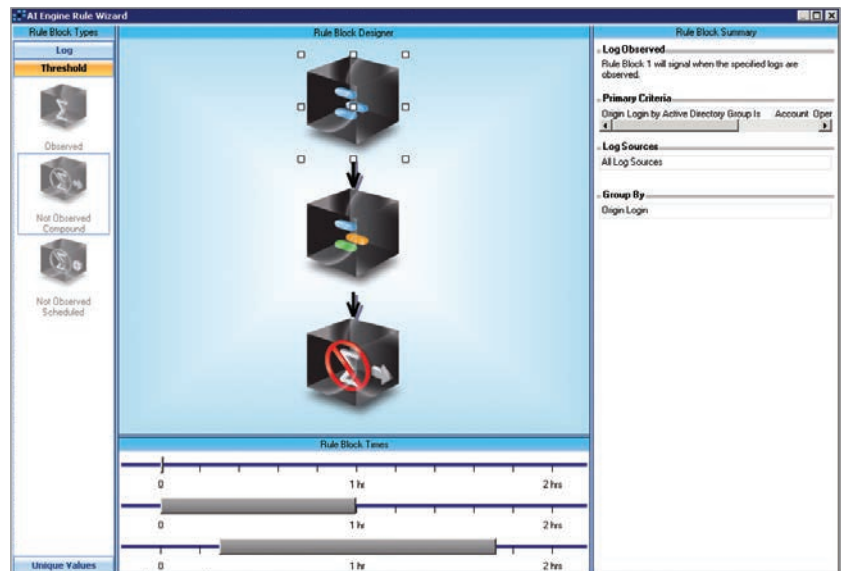 AI Engine Rule Wizard
Rule Block Types
Log
Threshold
Observed
Not Observed
Compound
Not Observed
Scheduled
Unique Values
Rule Block Designer
Rule Block Times
0 1 hr 2 hrs
0 1 hr 2 hrs
0 1 hr 2 hrs
Rule Block Summary
Log Observed
Rule Block 1 will signal when the specified logs are
observed.
Primary Criteria
Origin Login by Active Directory Group Is Account Oper
Log Sources
All Log Sources
Group By
Origin Login